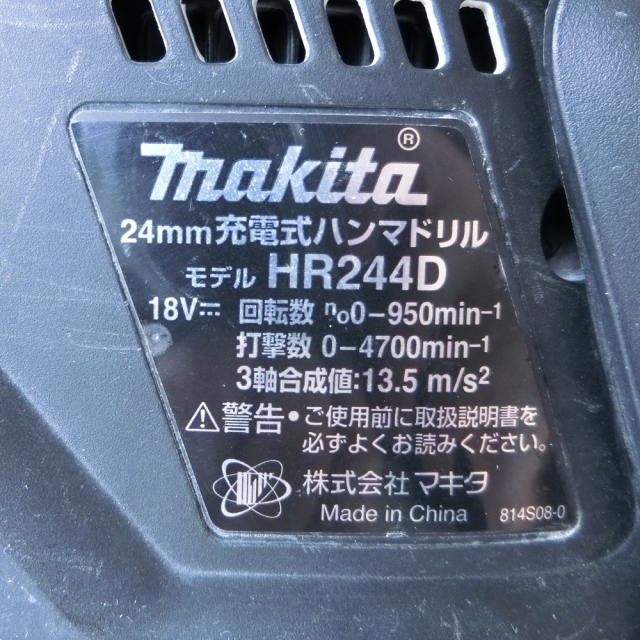 makita®
24mm充電式ハンマドリル
モデル HR244D
18V⎓ 回転数 n₀0-950min⁻¹
打撃数 0-4700min⁻¹
3軸合成値:13.5 m/s²
⚠警告•ご使用前に取扱説明書を
必ずよくお読みください。
株式会社 マキタ
Made in China 814S08-0